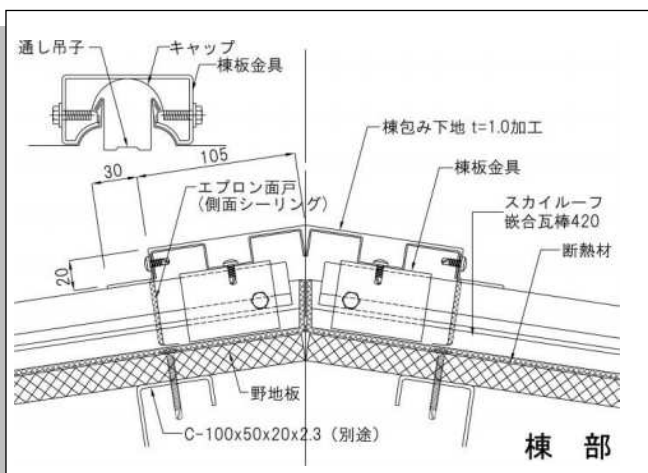 通し吊子
キャップ
棟板金具
30
105
エプロン面戸
(側面シーリング)
20
棟包み下地 t=1.0加工
棟板金具
スカイルーフ
嵌合瓦棒420
断熱材
野地板
C-100x50x20x2.3 (別途)
棟 部